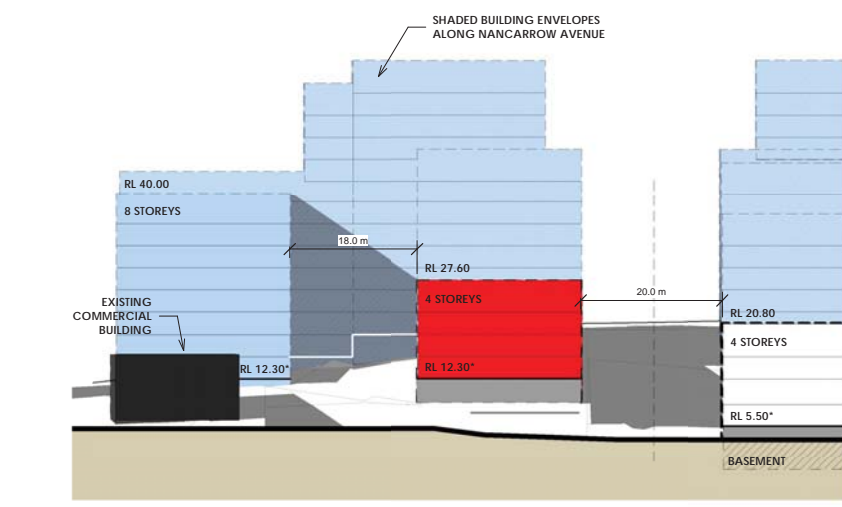 SHADED BUILDING ENVELOPES
ALONG NANCARROW AVENUE
RL 40.00
8 STOREYS
18.0 m
RL 27.60
4 STOREYS
20.0 m
EXISTING
COMMERCIAL
BUILDING
RL 20.80
4 STOREYS
RL 12.30*
RL 12.30*
RL 5.50*
BASEMENT